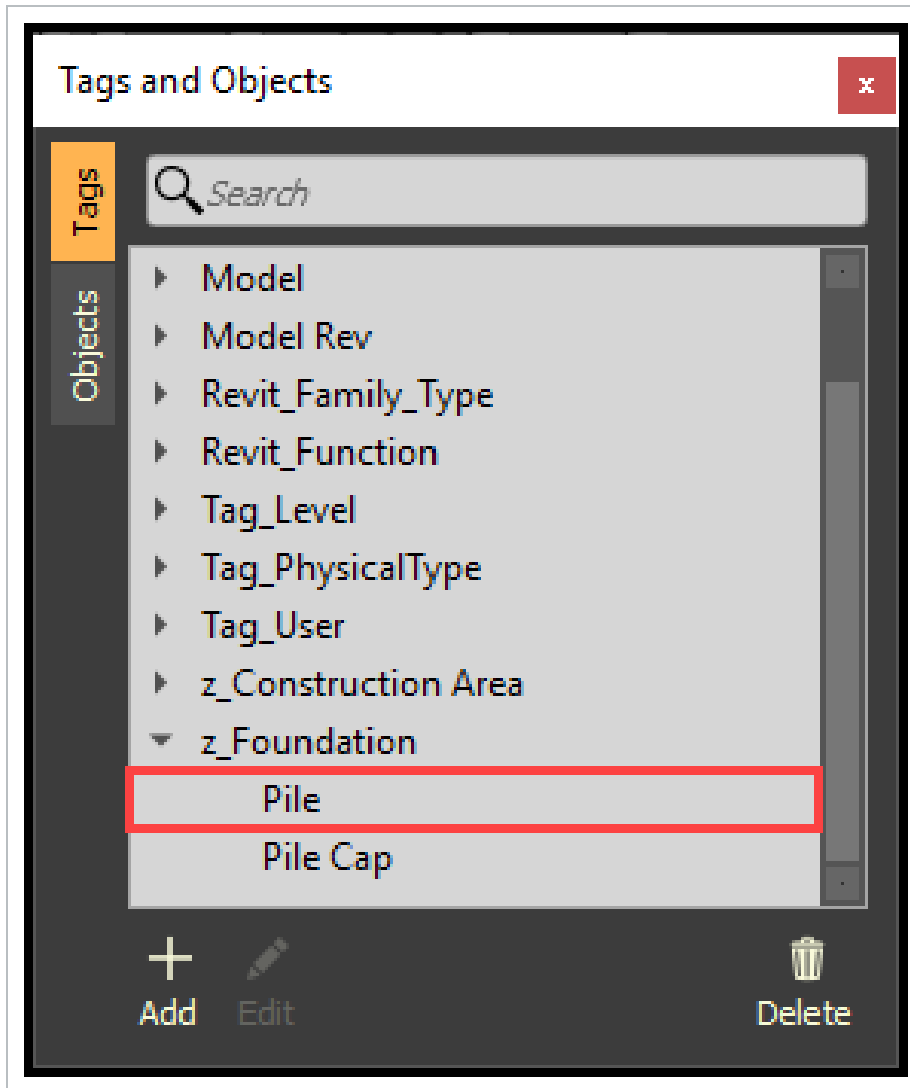 Tags and Objects
x
Tags
Search
Objects
Model
Model Rev
Revit_Family_Type
Revit_Function
Tag_Level
Tag_PhysicalType
Tag_User
z_Construction Area
z_Foundation
Pile
Pile Cap
Add
Edit
Delete